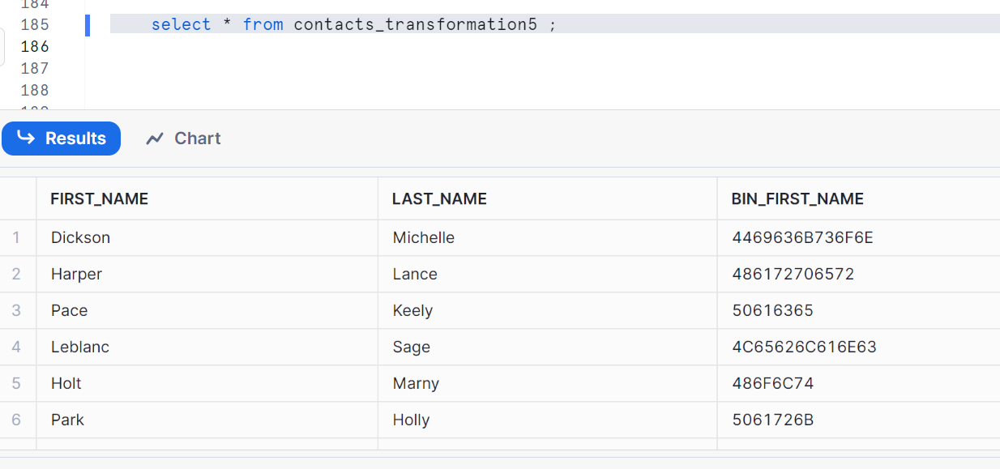 184
185 select * from contacts_transformation5 ;
186
187
188
Results Chart
FIRST_NAME LAST_NAME BIN_FIRST_NAME
1 Dickson Michelle 4469636B736F6E
2 Harper Lance 486172706572
3 Pace Keely 50616365
4 Leblanc Sage 4C65626C616E63
5 Holt Marny 486F6C74
6 Park Holly 5061726B